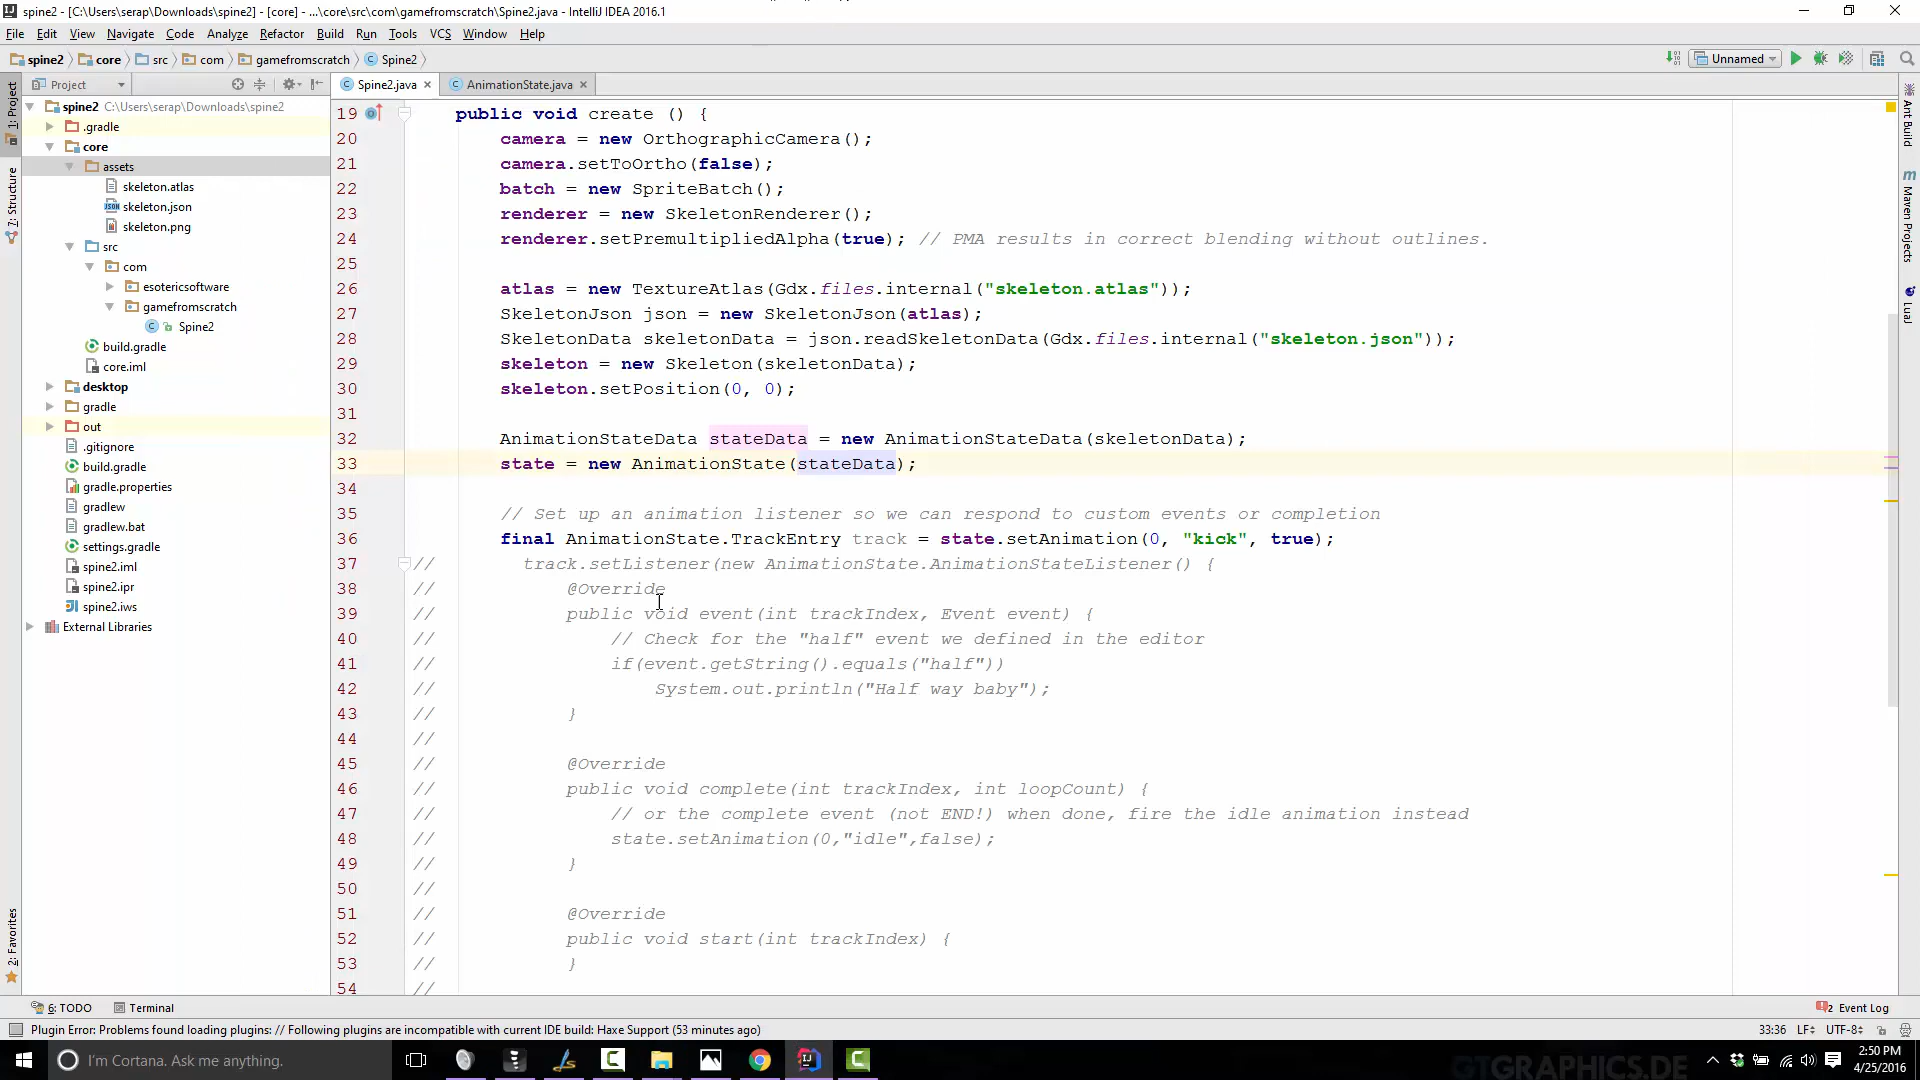 spine2 - [C:\Users\serap\Downloads\spine2] - [core] - ...\core\src\com\gamefromscratch\Spine2.java - IntelliJ IDEA 2016.1
File Edit View Navigate Code Analyze Refactor Build Run Tools VCS Window Help
spine2 core src com gamefromscratch Spine2
Unnamed
Project
Spine2.java
AnimationState.java
1: Project
7: Structure
2: Favorites
spine2 C:\Users\serap\Downloads\spine2
.gradle
core
assets
skeleton.atlas
skeleton.json
skeleton.png
src
com
esotericsoftware
gamefromscratch
Spine2
build.gradle
core.iml
desktop
gradle
out
.gitignore
build.gradle
gradle.properties
gradlew
gradlew.bat
settings.gradle
spine2.iml
spine2.ipr
spine2.iws
External Libraries
19 public void create () {
20 camera = new OrthographicCamera();
21 camera.setToOrtho(false);
22 batch = new SpriteBatch();
23 renderer = new SkeletonRenderer();
24 renderer.setPremultipliedAlpha(true); // PMA results in correct blending without outlines.
25
26 atlas = new TextureAtlas(Gdx.files.internal("skeleton.atlas"));
27 SkeletonJson json = new SkeletonJson(atlas);
28 SkeletonData skeletonData = json.readSkeletonData(Gdx.files.internal("skeleton.json"));
29 skeleton = new Skeleton(skeletonData);
30 skeleton.setPosition(0, 0);
31
32 AnimationStateData stateData = new AnimationStateData(skeletonData);
33 state = new AnimationState(stateData);
34
35 // Set up an animation listener so we can respond to custom events or completion
36 final AnimationState.TrackEntry track = state.setAnimation(0, "kick", true);
37 // track.setListener(new AnimationState.AnimationStateListener() {
38 // @Override
39 // public void event(int trackIndex, Event event) {
40 // // Check for the "half" event we defined in the editor
41 // if(event.getString().equals("half"))
42 // System.out.println("Half way baby");
43 // }
44 //
45 // @Override
46 // public void complete(int trackIndex, int loopCount) {
47 // // or the complete event (not END!) when done, fire the idle animation instead
48 // state.setAnimation(0,"idle",false);
49 // }
50 //
51 // @Override
52 // public void start(int trackIndex) {
53 // }
54 //
Ant Build
Maven Projects
LuaJ
6: TODO
Terminal
2 Event Log
Plugin Error: Problems found loading plugins: // Following plugins are incompatible with current IDE build: Haxe Support (53 minutes ago)
33:36 LF UTF-8
I'm Cortana. Ask me anything.
GTGRAPHICS.DE
2:50 PM
4/25/2016